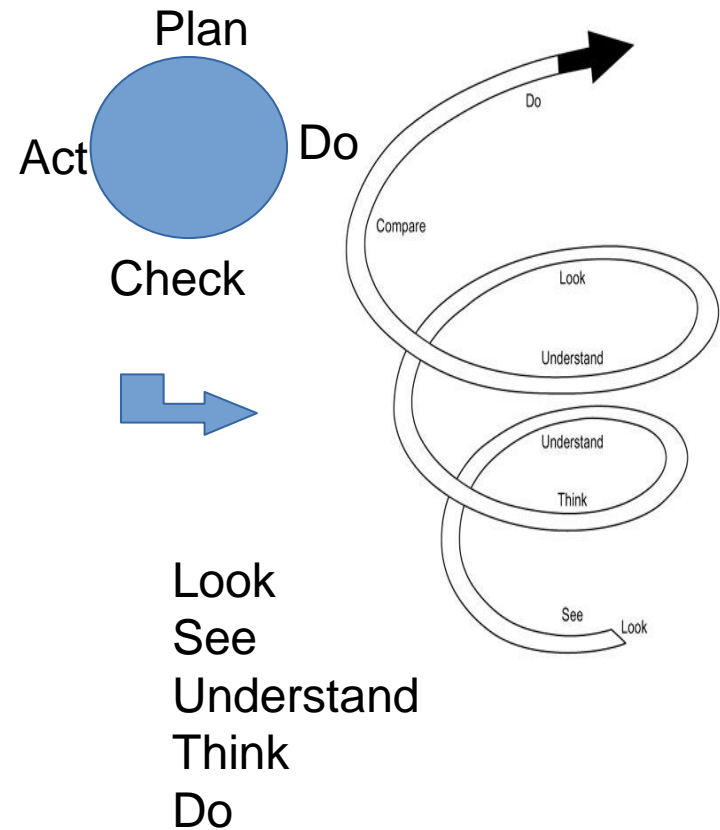 Plan
Act
Do
Check
Do
Compare
Look
Understand
Understand
Think
See
Look
Look
See
Understand
Think
Do